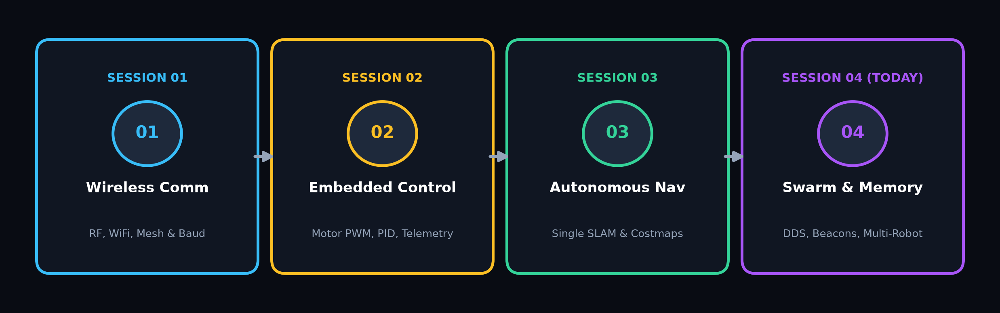 SESSION 01
01
Wireless Comm
RF, WiFi, Mesh & Baud
SESSION 02
02
Embedded Control
Motor PWM, PID, Telemetry
SESSION 03
03
Autonomous Nav
Single SLAM & Costmaps
SESSION 04 (TODAY)
04
Swarm & Memory
DDS, Beacons, Multi-Robot